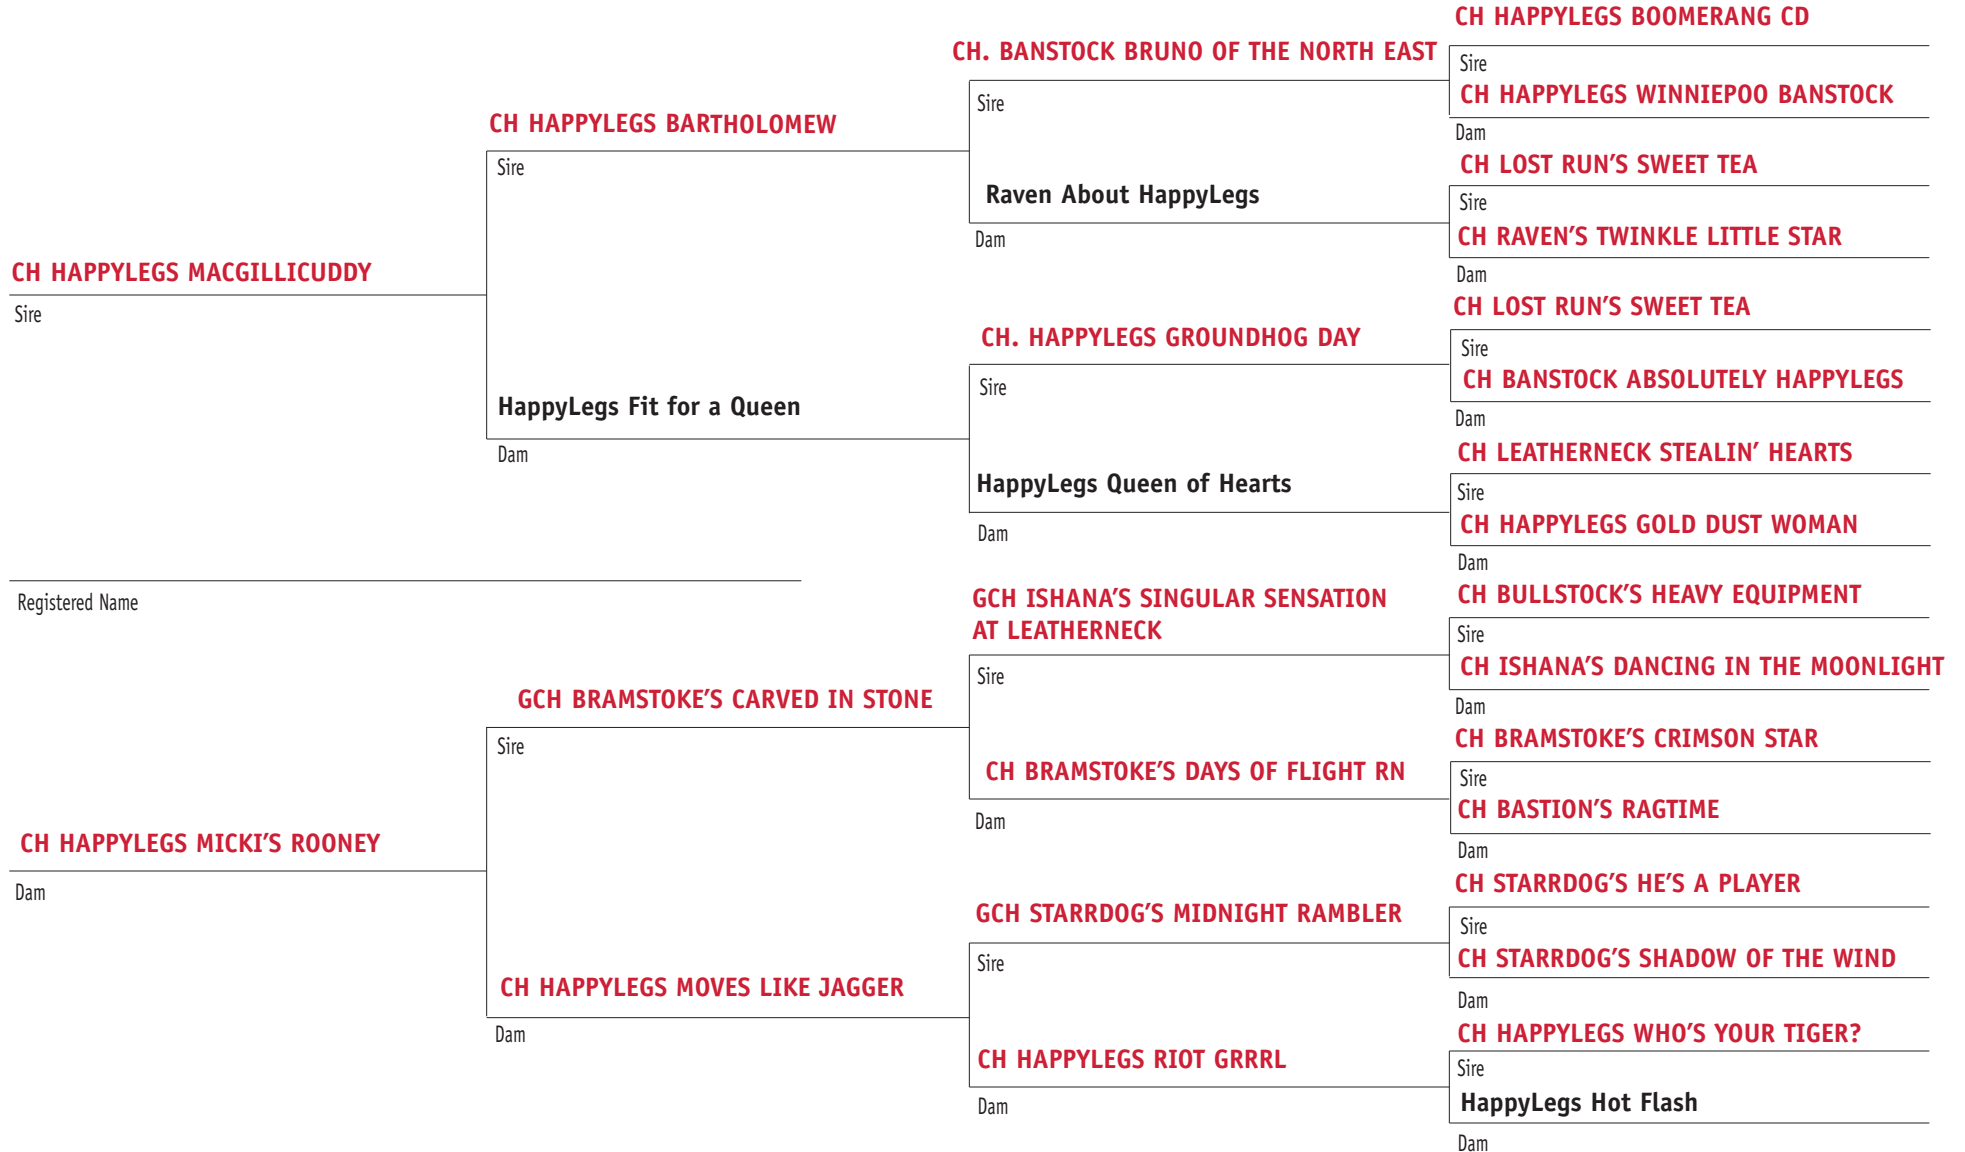 CH HAPPYLEGS BOOMERANG CD
CH. BANSTOCK BRUNO OF THE NORTH EAST
Sire
CH HAPPYLEGS WINNIEPOO BANSTOCK
Sire
CH HAPPYLEGS BARTHOLOMEW
Dam
CH LOST RUN’S SWEET TEA
Sire
Raven About HappyLegs
Sire
CH RAVEN’S TWINKLE LITTLE STAR
Dam
CH HAPPYLEGS MACGILLICUDDY
Dam
CH LOST RUN’S SWEET TEA
Sire
CH. HAPPYLEGS GROUNDHOG DAY
Sire
CH BANSTOCK ABSOLUTELY HAPPYLEGS
Sire
HappyLegs Fit for a Queen
Dam
CH LEATHERNECK STEALIN’ HEARTS
Dam
HappyLegs Queen of Hearts
Sire
CH HAPPYLEGS GOLD DUST WOMAN
Dam
Dam
Registered Name
GCH ISHANA’S SINGULAR SENSATION
AT LEATHERNECK
CH BULLSTOCK’S HEAVY EQUIPMENT
Sire
CH ISHANA’S DANCING IN THE MOONLIGHT
Sire
GCH BRAMSTOKE’S CARVED IN STONE
Dam
CH BRAMSTOKE’S CRIMSON STAR
Sire
CH BRAMSTOKE’S DAYS OF FLIGHT RN
Sire
CH BASTION’S RAGTIME
Dam
CH HAPPYLEGS MICKI’S ROONEY
Dam
Dam
CH STARRDOG’S HE’S A PLAYER
GCH STARRDOG’S MIDNIGHT RAMBLER
Sire
CH STARRDOG’S SHADOW OF THE WIND
Sire
CH HAPPYLEGS MOVES LIKE JAGGER
Dam
Dam
CH HAPPYLEGS WHO’S YOUR TIGER?
CH HAPPYLEGS RIOT GRRRL
Sire
HappyLegs Hot Flash
Dam
Dam